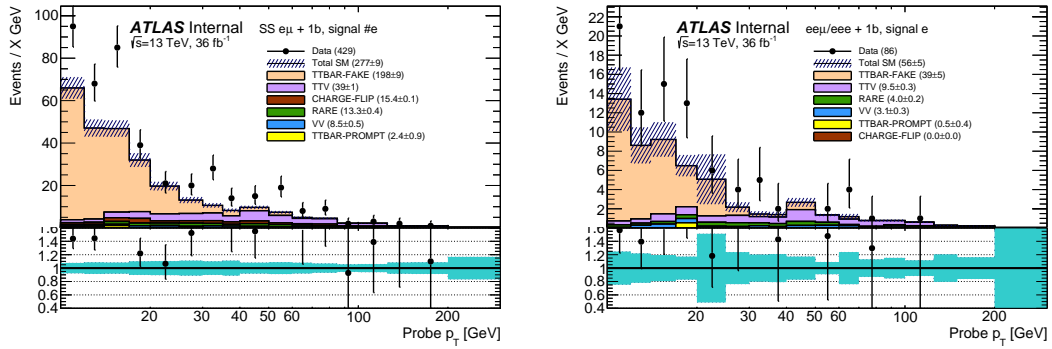 ATLAS Internal
√s=13 TeV, 36 fb⁻¹
SS eμ + 1b, signal #e
Data (429)
Total SM (277±9)
TTBAR-FAKE (198±9)
TTV (39±1)
CHARGE-FLIP (15.4±0.1)
RARE (13.3±0.4)
VV (8.5±0.5)
TTBAR-PROMPT (2.4±0.9)
Events / X GeV
100
80
60
40
20
1.6
1.4
1.2
1
0.8
0.6
0.4
20 30 40 50 60 100 200
Probe p_T [GeV]
ATLAS Internal
√s=13 TeV, 36 fb⁻¹
eeμ/eee + 1b, signal e
Data (86)
Total SM (56±5)
TTBAR-FAKE (39±5)
TTV (9.5±0.3)
RARE (4.0±0.2)
VV (3.1±0.3)
TTBAR-PROMPT (0.5±0.4)
CHARGE-FLIP (0.0±0.0)
Events / X GeV
22
20
18
16
14
12
10
8
6
4
2
1.6
1.4
1.2
1
0.8
0.6
0.4
20 30 40 50 60 100 200
Probe p_T [GeV]